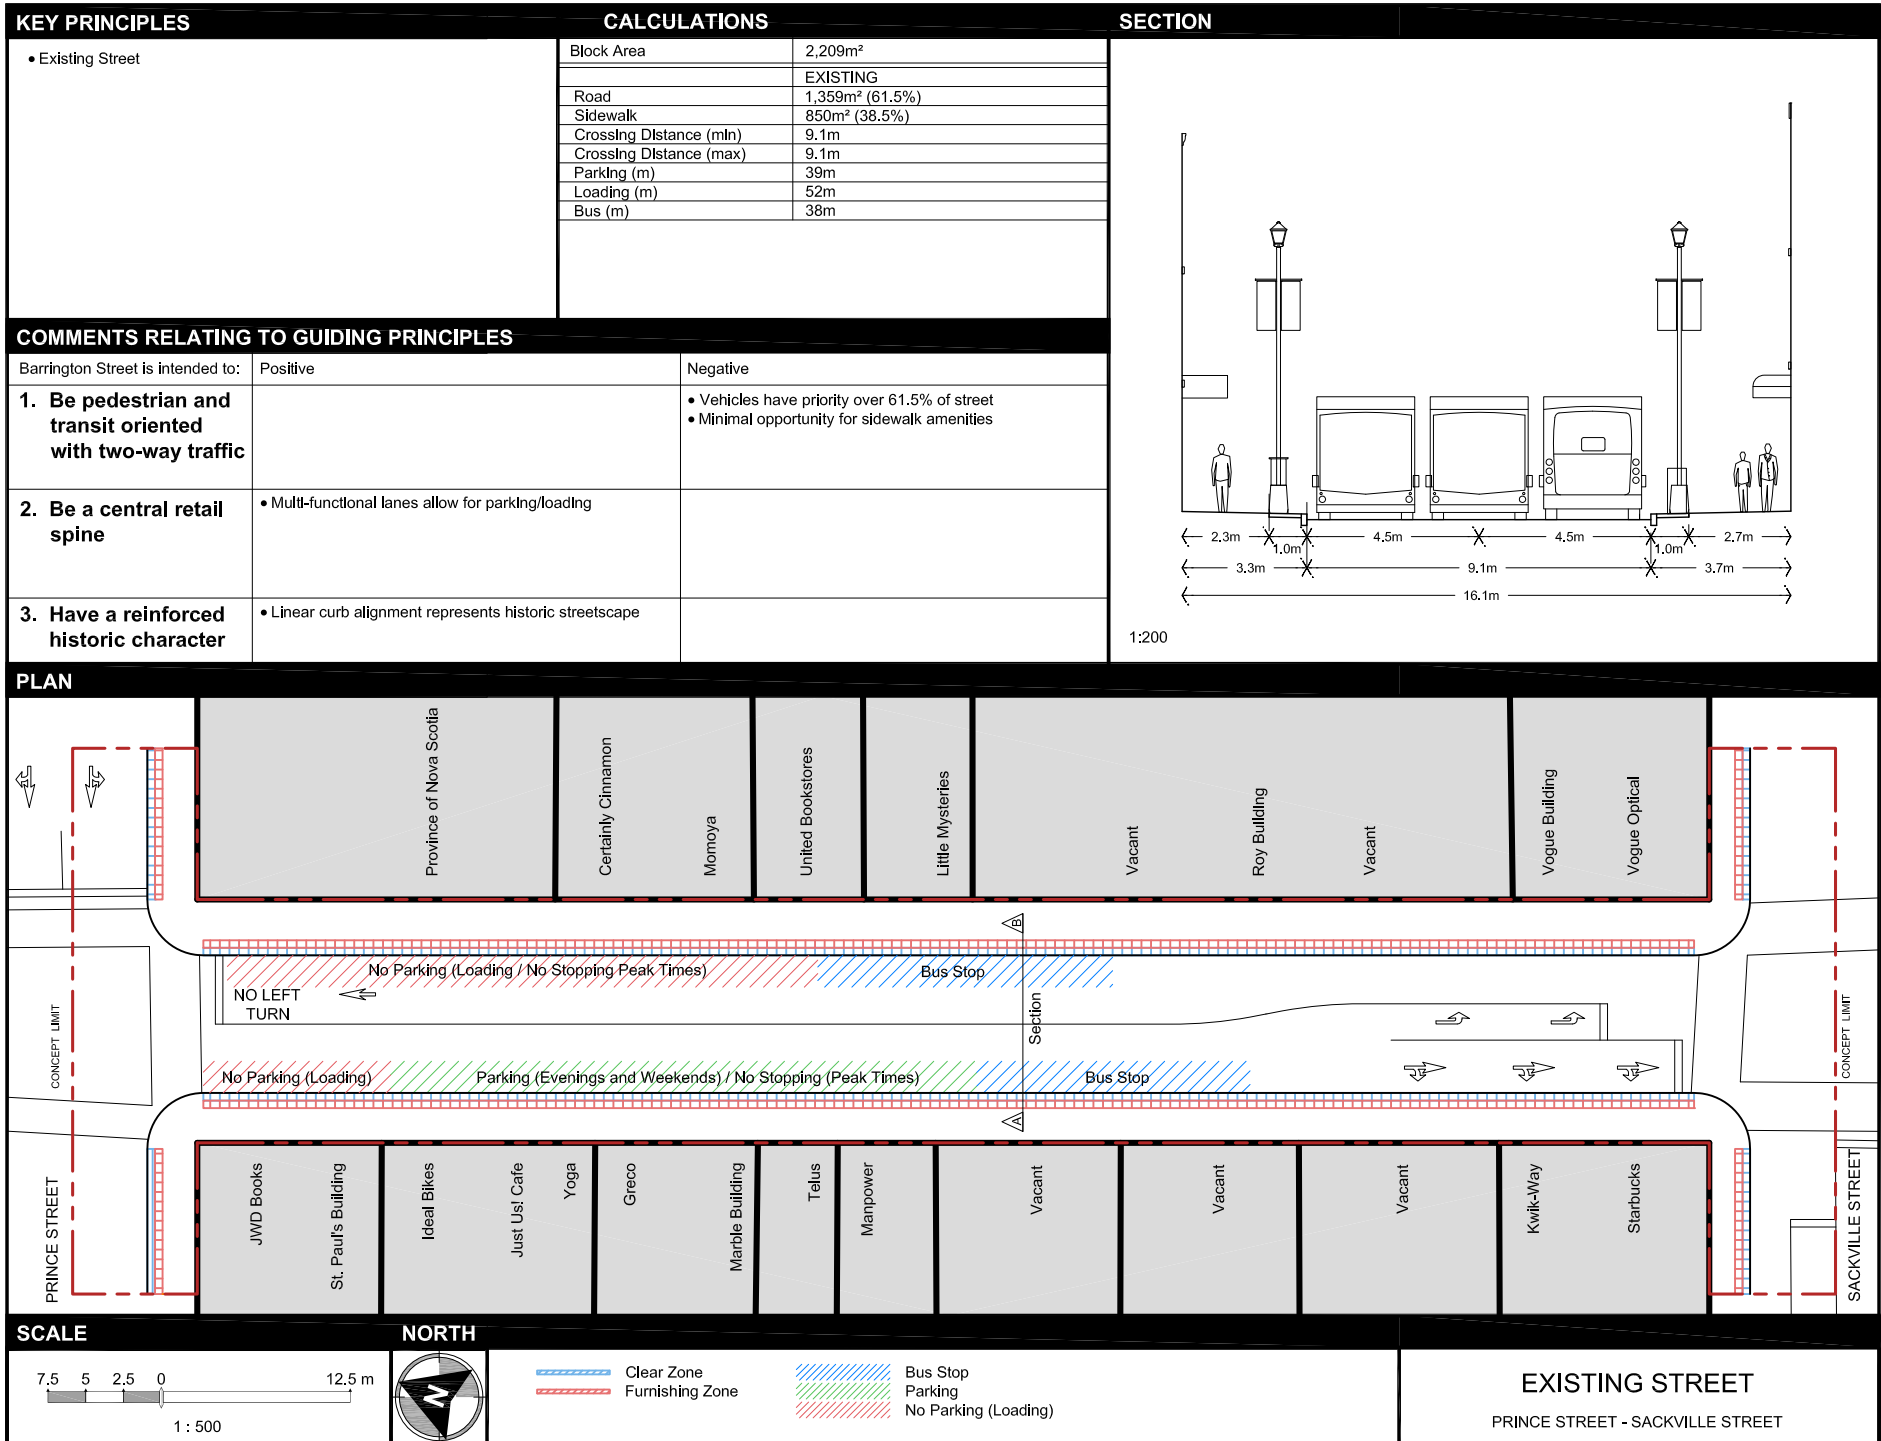 KEY PRINCIPLES
• Existing Street
CALCULATIONS
Block Area 2,209m²
EXISTING
Road 1,359m² (61.5%)
Sidewalk 850m² (38.5%)
Crossing Distance (min) 9.1m
Crossing Distance (max) 9.1m
Parking (m) 39m
Loading (m) 52m
Bus (m) 38m
SECTION
2.3m
1.0m
4.5m
4.5m
1.0m
2.7m
3.3m
9.1m
3.7m
16.1m
1:200
COMMENTS RELATING TO GUIDING PRINCIPLES
Barrington Street is intended to: Positive Negative
1. Be pedestrian and
transit oriented
with two-way traffic
• Vehicles have priority over 61.5% of street
• Minimal opportunity for sidewalk amenities
2. Be a central retail
spine
• Multi-functional lanes allow for parking/loading
3. Have a reinforced
historic character
• Linear curb alignment represents historic streetscape
PLAN
Province of Nova Scotia
Certainly Cinnamon
Momoya
United Bookstores
Little Mysteries
Vacant
Roy Building
Vacant
Vogue Building
Vogue Optical
B
No Parking (Loading / No Stopping Peak Times)
Bus Stop
NO LEFT
TURN
Section
CONCEPT LIMIT
CONCEPT LIMIT
No Parking (Loading)
Parking (Evenings and Weekends) / No Stopping (Peak Times)
Bus Stop
A
PRINCE STREET
JWD Books
St. Paul's Building
Ideal Bikes
Just Us! Cafe
Yoga
Greco
Marble Building
Telus
Manpower
Vacant
Vacant
Vacant
Kwik-Way
Starbucks
SACKVILLE STREET
SCALE
7.5 5 2.5 0 12.5 m
1 : 500
NORTH
N
Clear Zone
Furnishing Zone
Bus Stop
Parking
No Parking (Loading)
EXISTING STREET
PRINCE STREET - SACKVILLE STREET